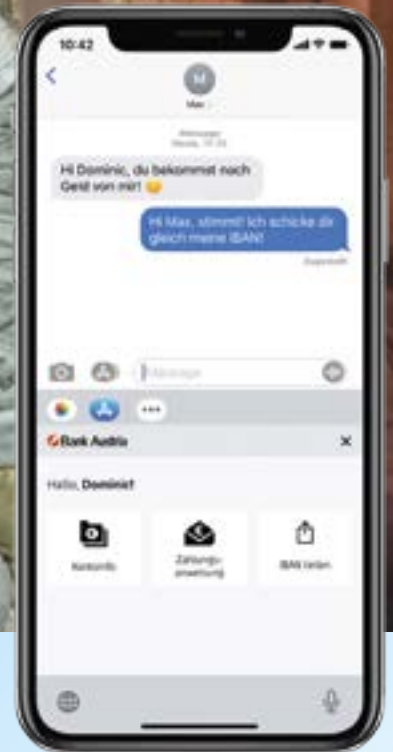 10:42
M
Max
Hi Dominic, du bekommst noch
Geld von mir!
Hi Max, stimmt! Ich schicke dir
gleich meine IBAN!
iMessage
Bank Austria
Hallo, Dominic!
Kontoinfo
Zahlungs-
anweisung
IBAN teilen